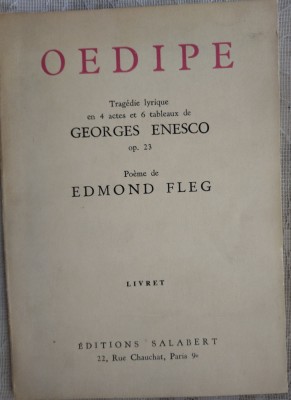 OEDIPE
Tragédie lyrique
en 4 actes et 6 tableaux de
GEORGES ENESCO
op. 23
Poème de
EDMOND FLEG
LIVRET
ÉDITIONS SALABERT
22, Rue Chauchat, Paris 9e